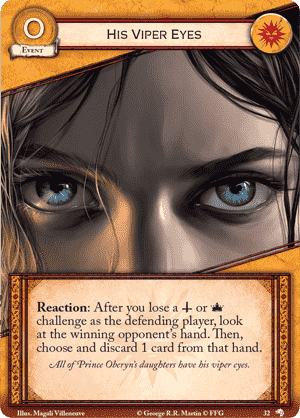 0
EVENT
HIS VIPER EYES
Reaction: After you lose a or
challenge as the defending player, look
at the winning opponent's hand. Then,
choose and discard 1 card from that hand.
All of Prince Oberyn's daughters have his viper eyes.
Illus. Magali Villeneuve © George R.R. Martin © FFG 32